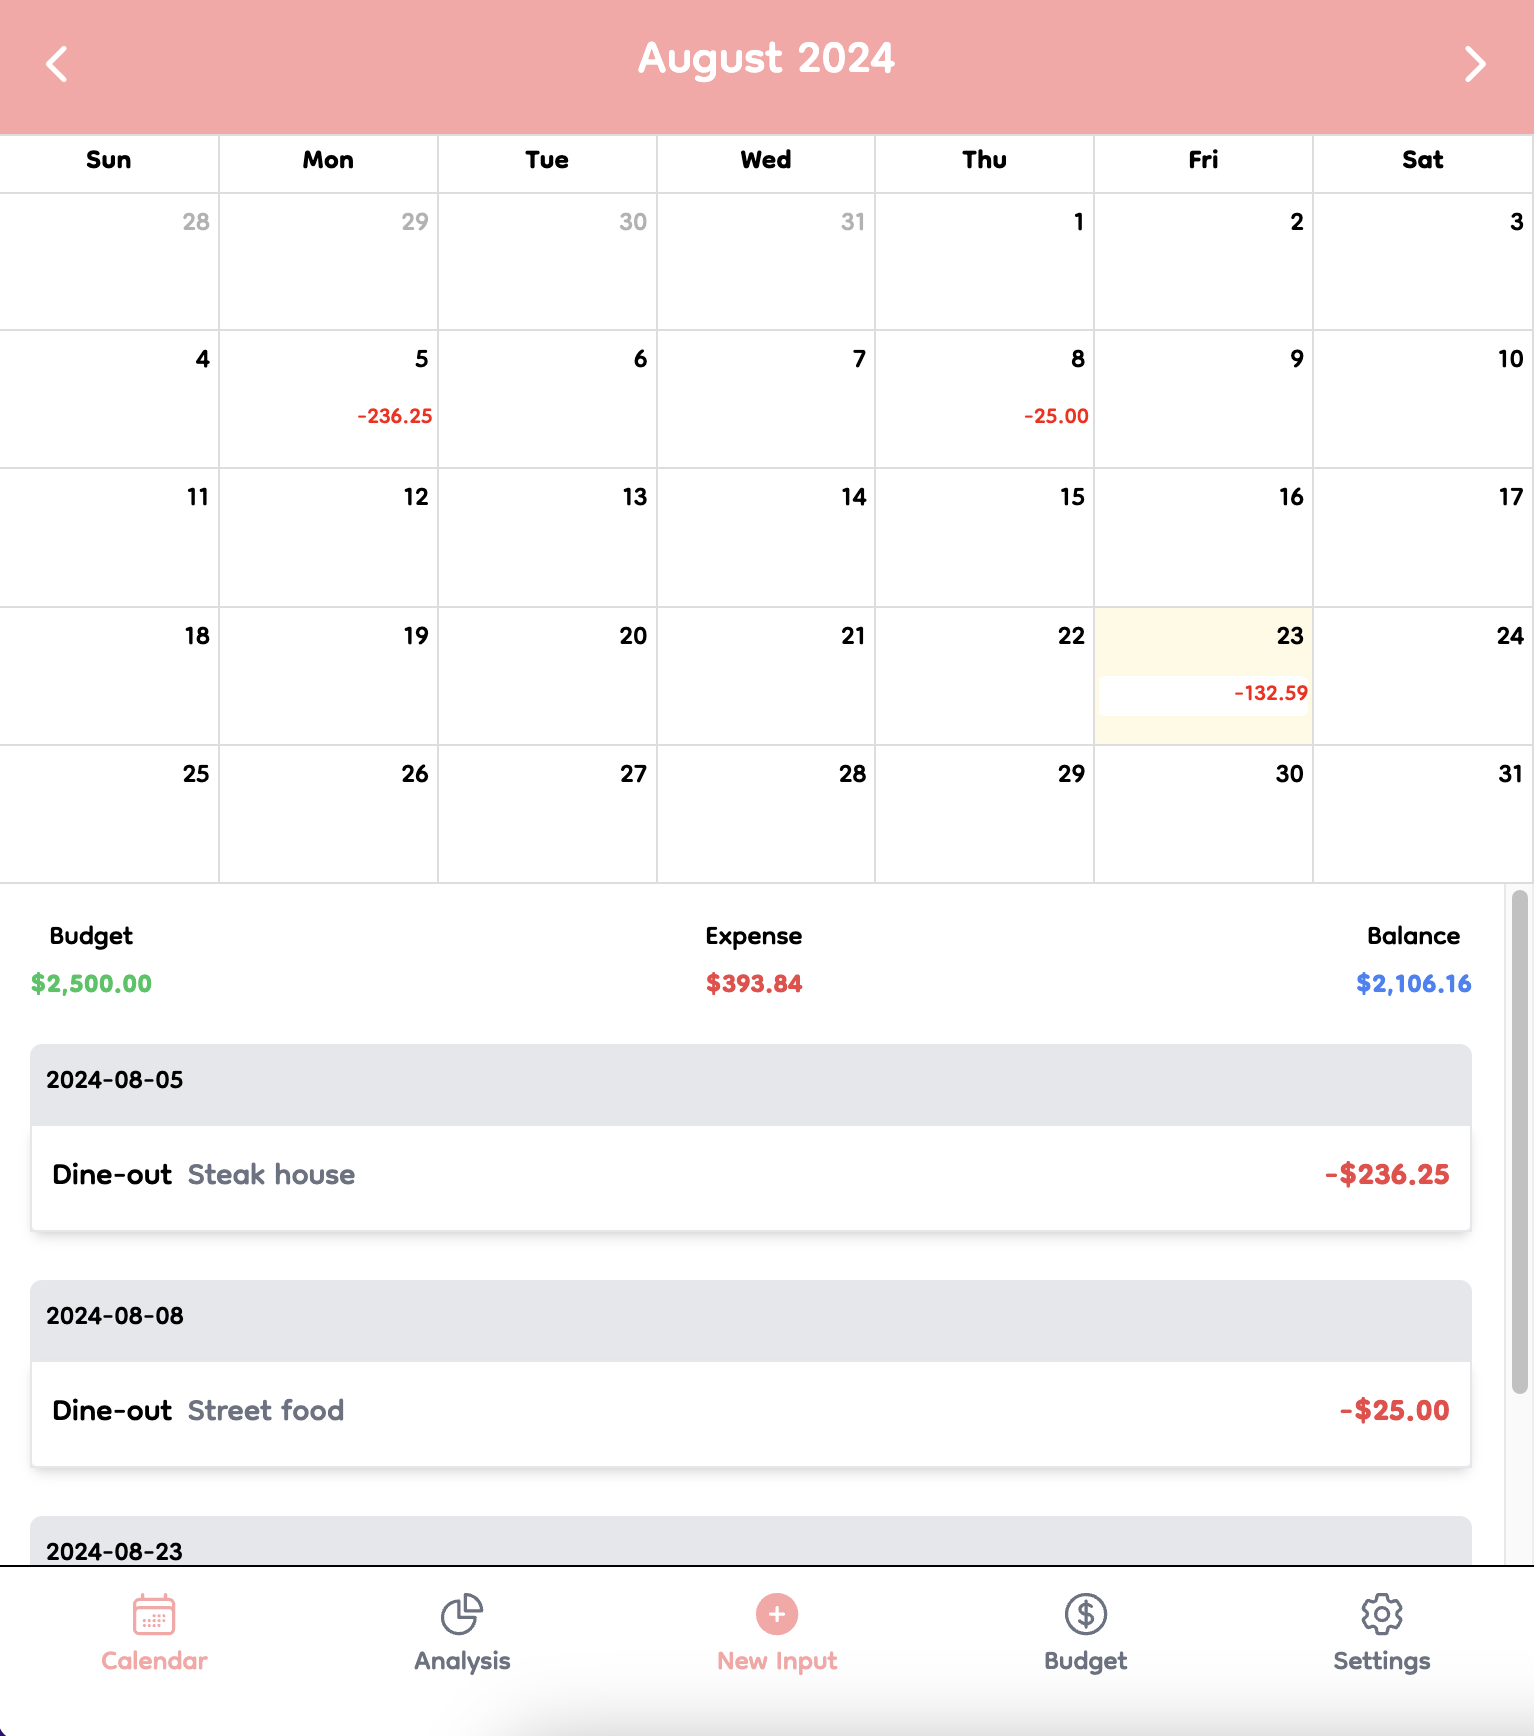 August 2024
Sun Mon Tue Wed Thu Fri Sat
28 29 30 31 1 2 3
4 5 6 7 8 9 10
-236.25 -25.00
11 12 13 14 15 16 17
18 19 20 21 22 23 24
-132.59
25 26 27 28 29 30 31
Budget Expense Balance
$2,500.00 $393.84 $2,106.16
2024-08-05
Dine-out Steak house -$236.25
2024-08-08
Dine-out Street food -$25.00
2024-08-23
Calendar Analysis New Input Budget Settings